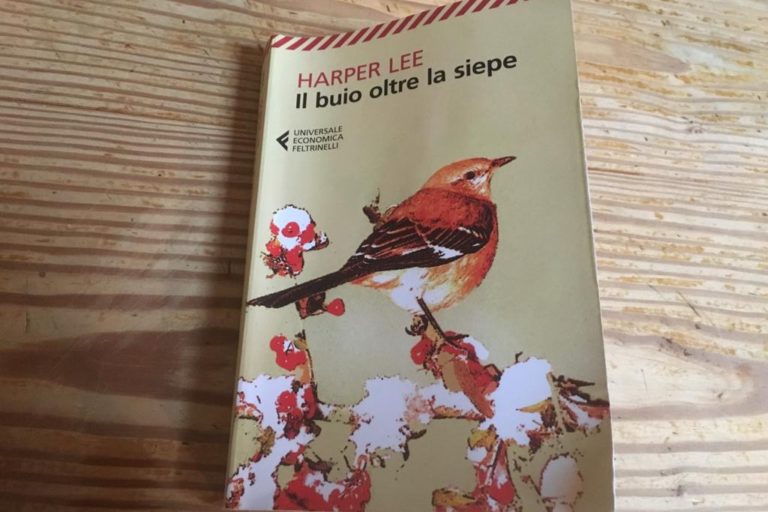 HARPER LEE
Il buio oltre la siepe
UNIVERSALE
ECONOMICA
FELTRINELLI